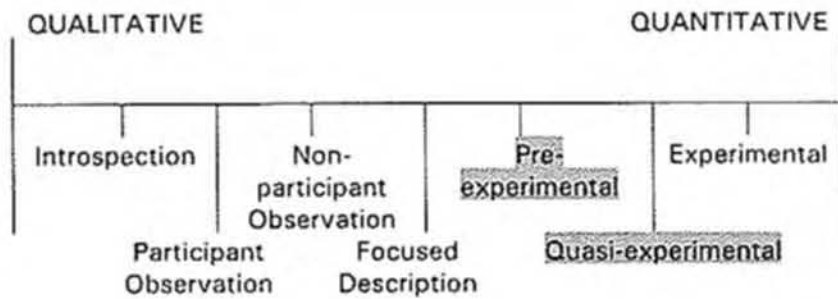 QUALITATIVE
QUANTITATIVE
Introspection
Non-
participant
Observation
Pre-
experimental
Experimental
Participant
Observation
Focused
Description
Quasi-experimental